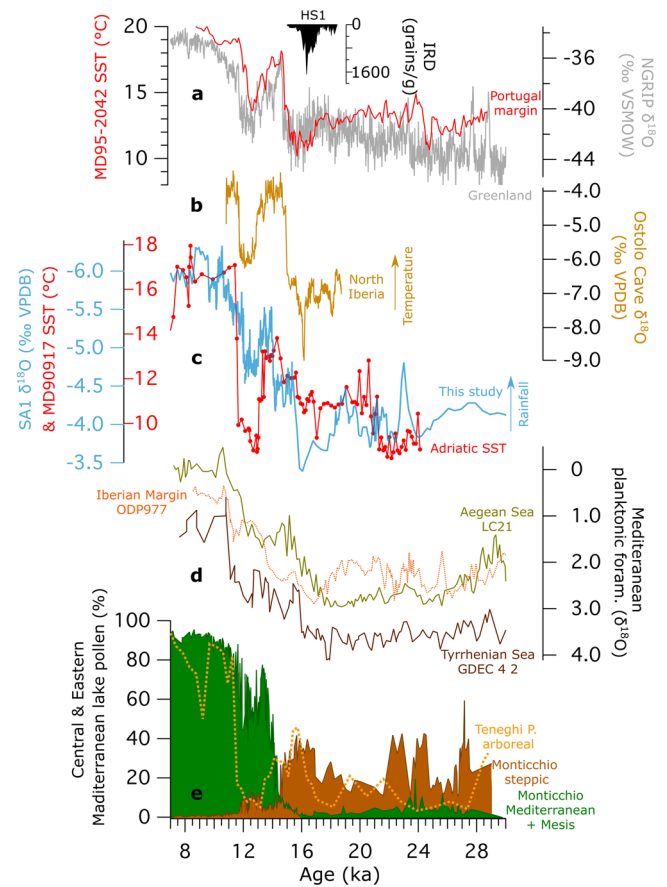 HS1
0
1600
IRD
(grains/g)
20
15
10
MD95-2042 SST (°C)
a
Portugal
margin
-36
-40
-44
NGRIP δ¹⁸O
(‰ VSMOW)
Greenland
b
North
Iberia
Temperature
-4.0
-5.0
-6.0
-7.0
-8.0
-9.0
Ostolo Cave δ¹⁸O
(‰ VPDB)
SA1 δ¹⁸O (‰ VPDB)
& MD90917 SST (°C)
-6.0
-5.5
-5.0
-4.5
-4.0
-3.5
-18
-16
-14
-12
-10
c
This study
Rainfall
Adriatic SST
Iberian Margin
ODP977
Aegean Sea
LC21
d
Tyrrhenian Sea
GDEC 4 2
0
1.0
2.0
3.0
4.0
Mediterranean
planktonic foram. (δ¹⁸O)
Central & Eastern
Mediterranean lake pollen (%)
100
80
60
40
20
0
e
Teneghi P.
arboreal
Monticchio
steppic
Monticchio
Mediterranean
+ Mesis
8 12 16 20 24 28
Age (ka)